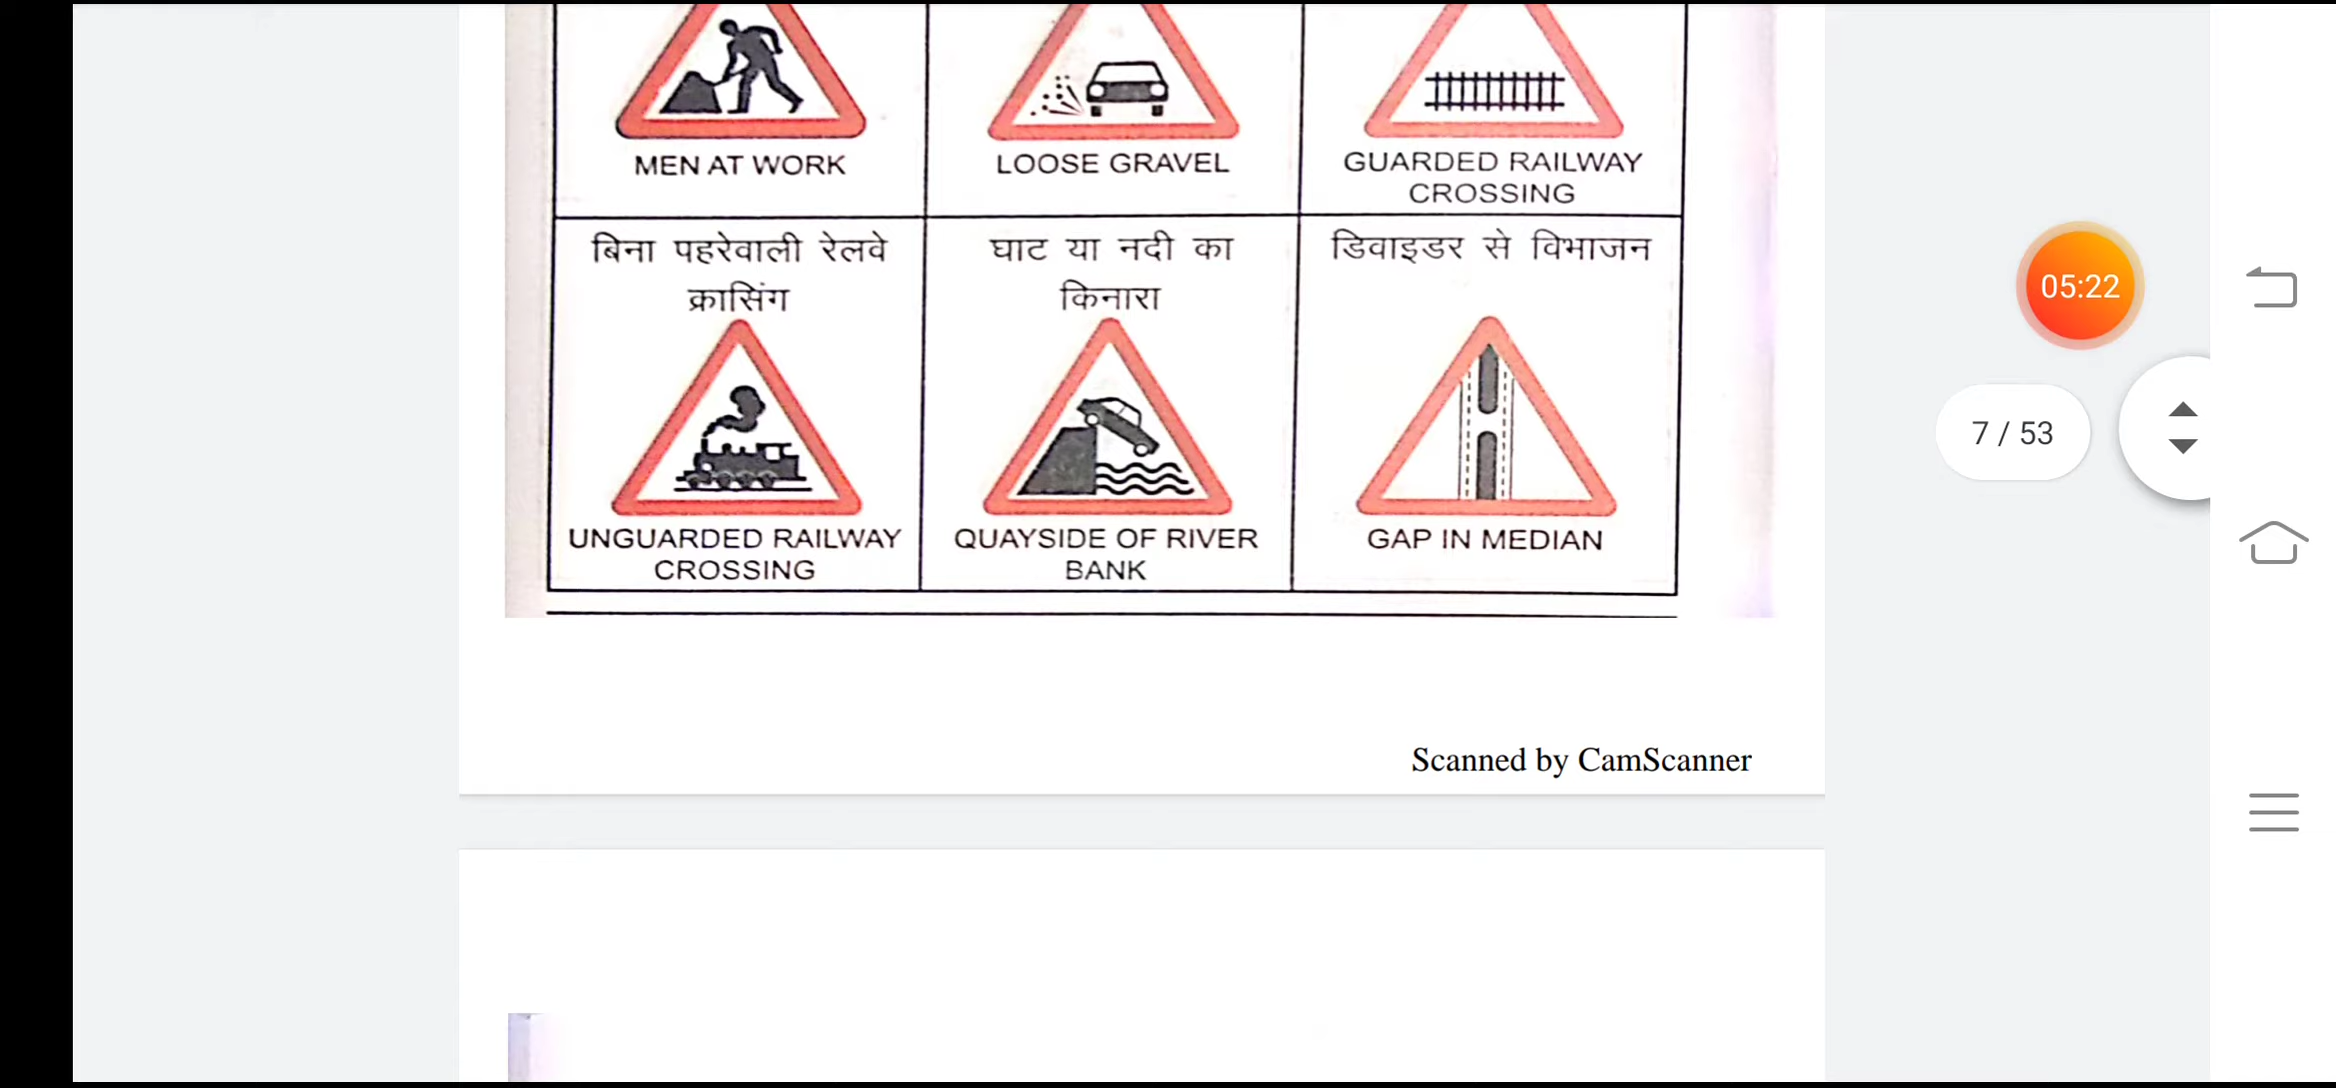 MEN AT WORK
LOOSE GRAVEL
GUARDED RAILWAY
CROSSING
बिना पहरेवाली रेलवे
क्रासिंग
घाट या नदी का
किनारा
डिवाइडर से विभाजन
UNGUARDED RAILWAY
CROSSING
QUAYSIDE OF RIVER
BANK
GAP IN MEDIAN
Scanned by CamScanner
05:22
7 / 53